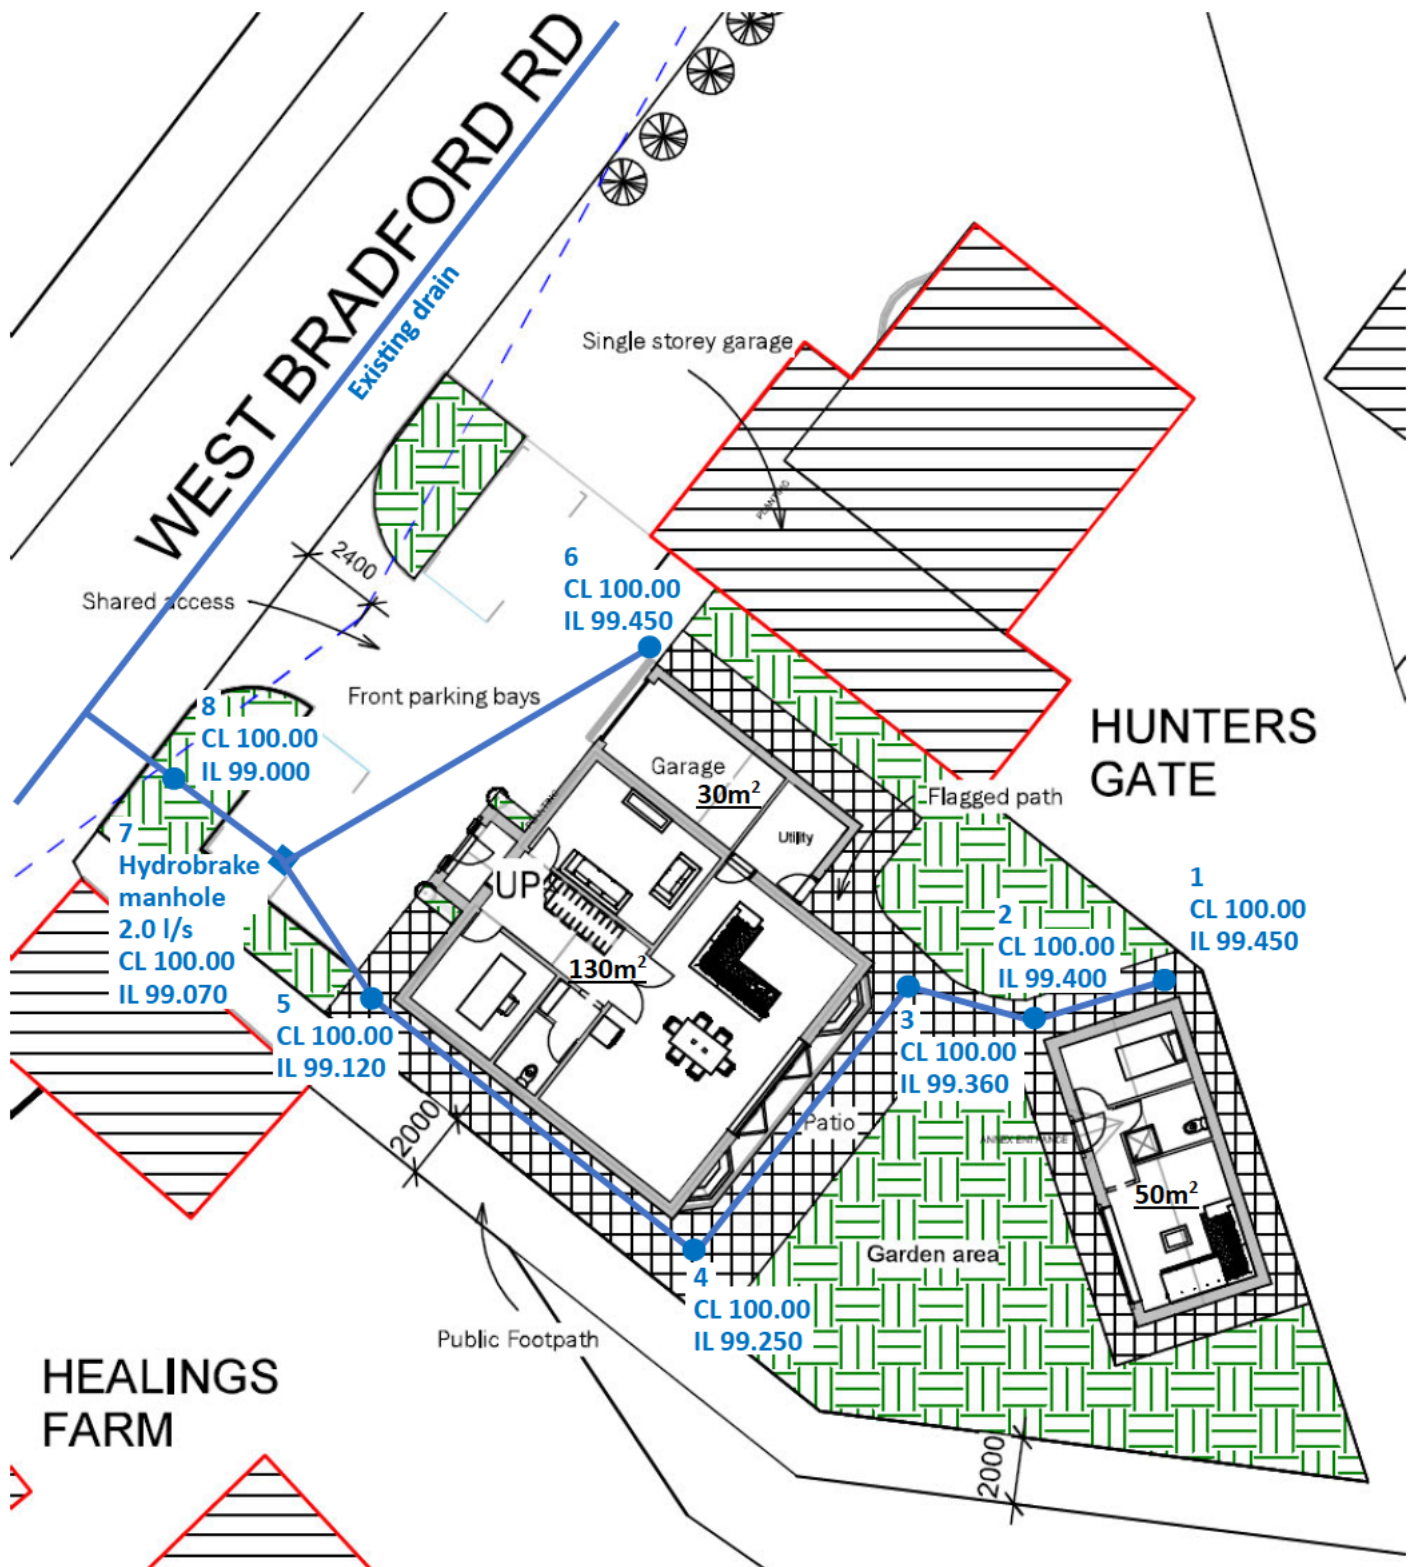 WEST BRADFORD RD
Existing drain
Single storey garage
PLANTING
2400
Shared access
6
CL 100.00
IL 99.450
Front parking bays
8
CL 100.00
IL 99.000
HUNTERS
GATE
Garage
30m²
Utility
Flagged path
7
Hydrobrake
manhole
2.0 l/s
CL 100.00
IL 99.070
PLANTING
UP
130m²
1
CL 100.00
IL 99.450
2
CL 100.00
IL 99.400
5
CL 100.00
IL 99.120
3
CL 100.00
IL 99.360
2000
Patio
ANNEX ENTRANCE
50m²
Garden area
4
CL 100.00
IL 99.250
Public Footpath
HEALINGS
FARM
2000